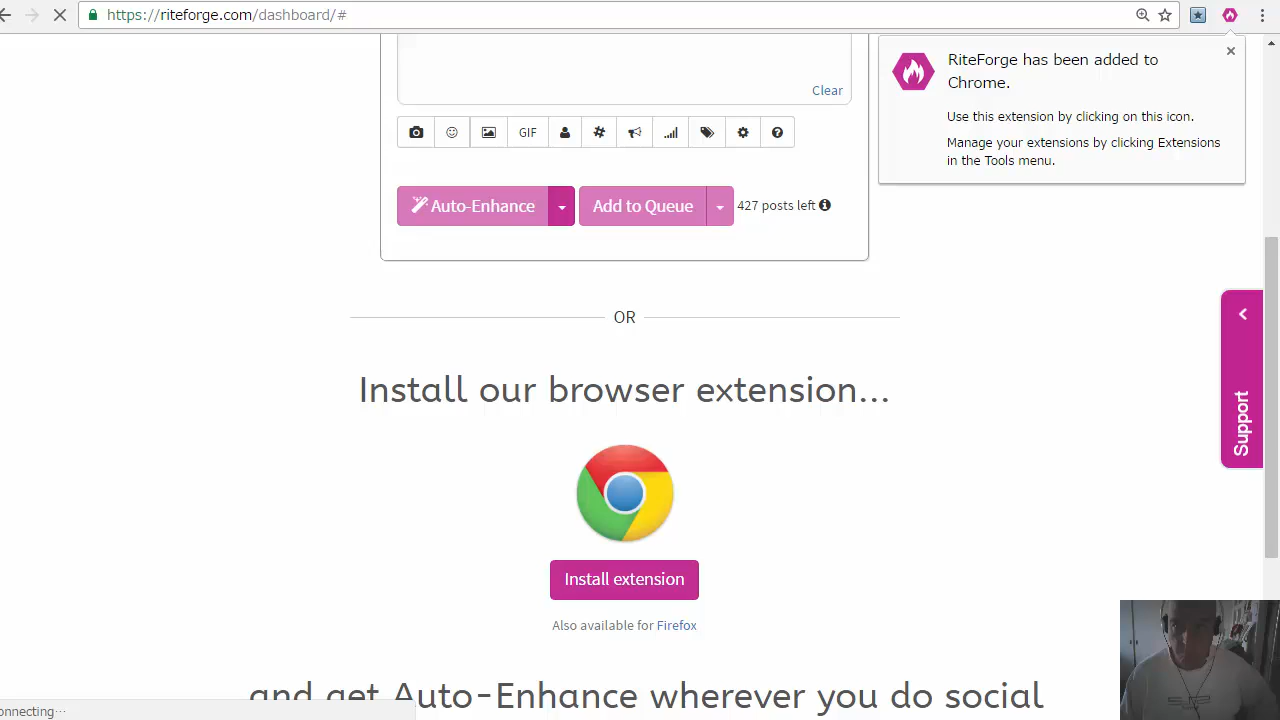 https://riteforge.com/dashboard/#
RiteForge has been added to
Chrome.
Use this extension by clicking on this icon.
Manage your extensions by clicking Extensions
in the Tools menu.
Clear
GIF
Auto-Enhance
Add to Queue
427 posts left
OR
Install our browser extension...
Support
Install extension
Also available for Firefox
and get Auto-Enhance wherever you do social
onnecting...